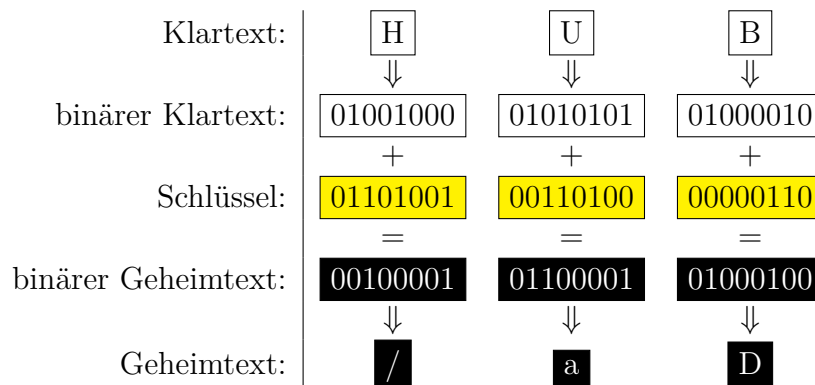 Klartext: H U B
⇓ ⇓ ⇓
binärer Klartext: 01001000 01010101 01000010
+ + +
Schlüssel: 01101001 00110100 00000110
= = =
binärer Geheimtext: 00100001 01100001 01000100
⇓ ⇓ ⇓
Geheimtext: / a D